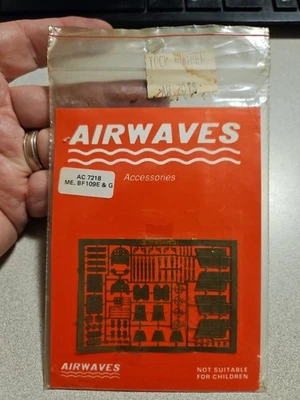 AIRWAVES
Accessories
AC 7218
ME. BF109E & G
AIRWAVES
NOT SUITABLE
FOR CHILDREN